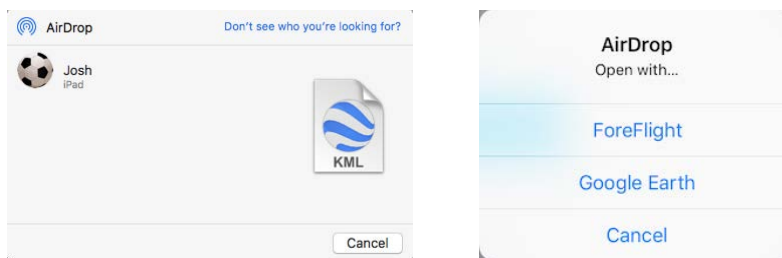 AirDrop
Don't see who you're looking for?
Josh
iPad
KML
Cancel
AirDrop
Open with...
ForeFlight
Google Earth
Cancel